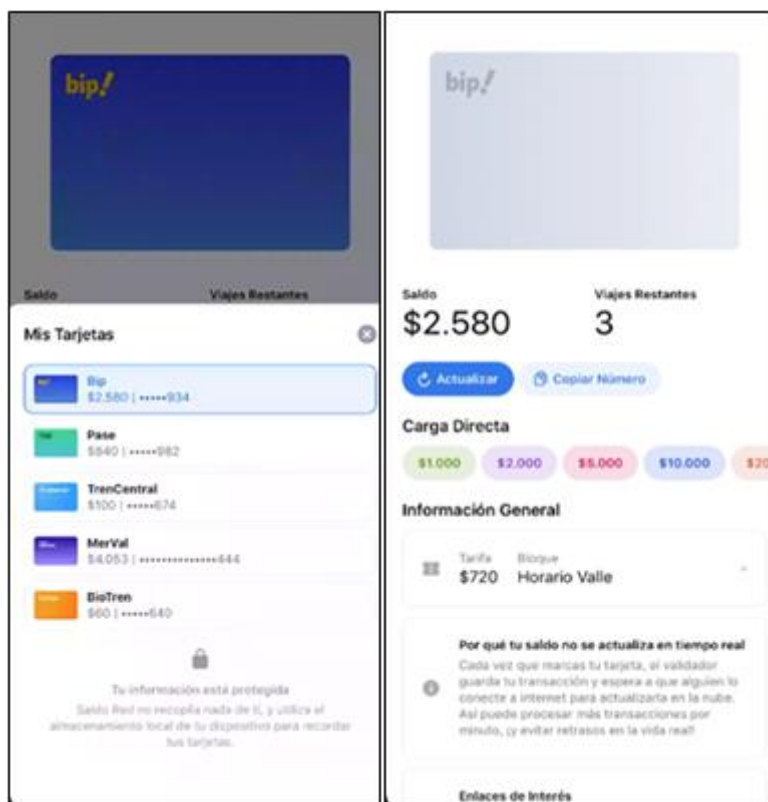 bip!
Saldo
Viajes Restantes
Mis Tarjetas
Bip
$2.580 | •••••934
Pase
$840 | •••••982
TrenCentral
$100 | •••••674
MerVal
$4.053 | ••••••••••••••••644
BioTren
$60 | •••••640
Tu información está protegida
Saldo Red no recopila nada de ti, y utiliza el
almacenamiento local de tu dispositivo para recordar
tus tarjetas.
bip!
Saldo
Viajes Restantes
$2.580
3
Actualizar
Copiar Número
Carga Directa
$1.000
$2.000
$5.000
$10.000
$20
Información General
Tarifa
Bloque
$720
Horario Valle
Por qué tu saldo no se actualiza en tiempo real
Cada vez que marcas tu tarjeta, el validador
guarda tu transacción y espera a que alguien lo
conecte a internet para actualizarla en la nube.
Así puede procesar más transacciones por
minuto, ¡y evitar retrasos en la vida real!
Enlaces de Interés